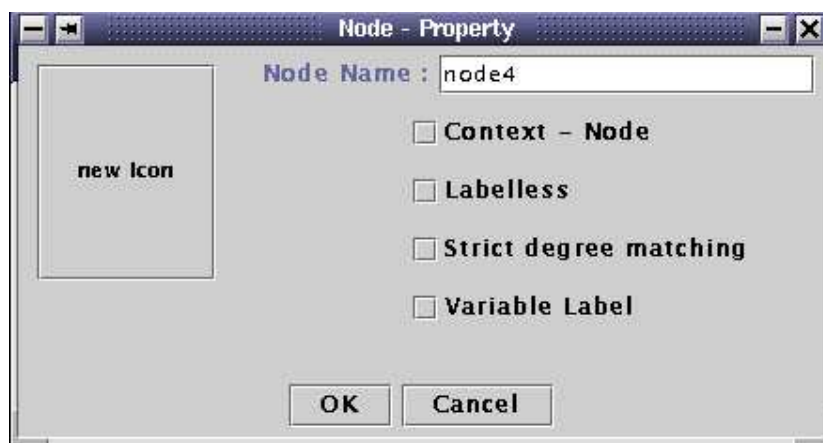 Node - Property
Node Name : node4
new Icon
Context - Node
Labelless
Strict degree matching
Variable Label
OK Cancel